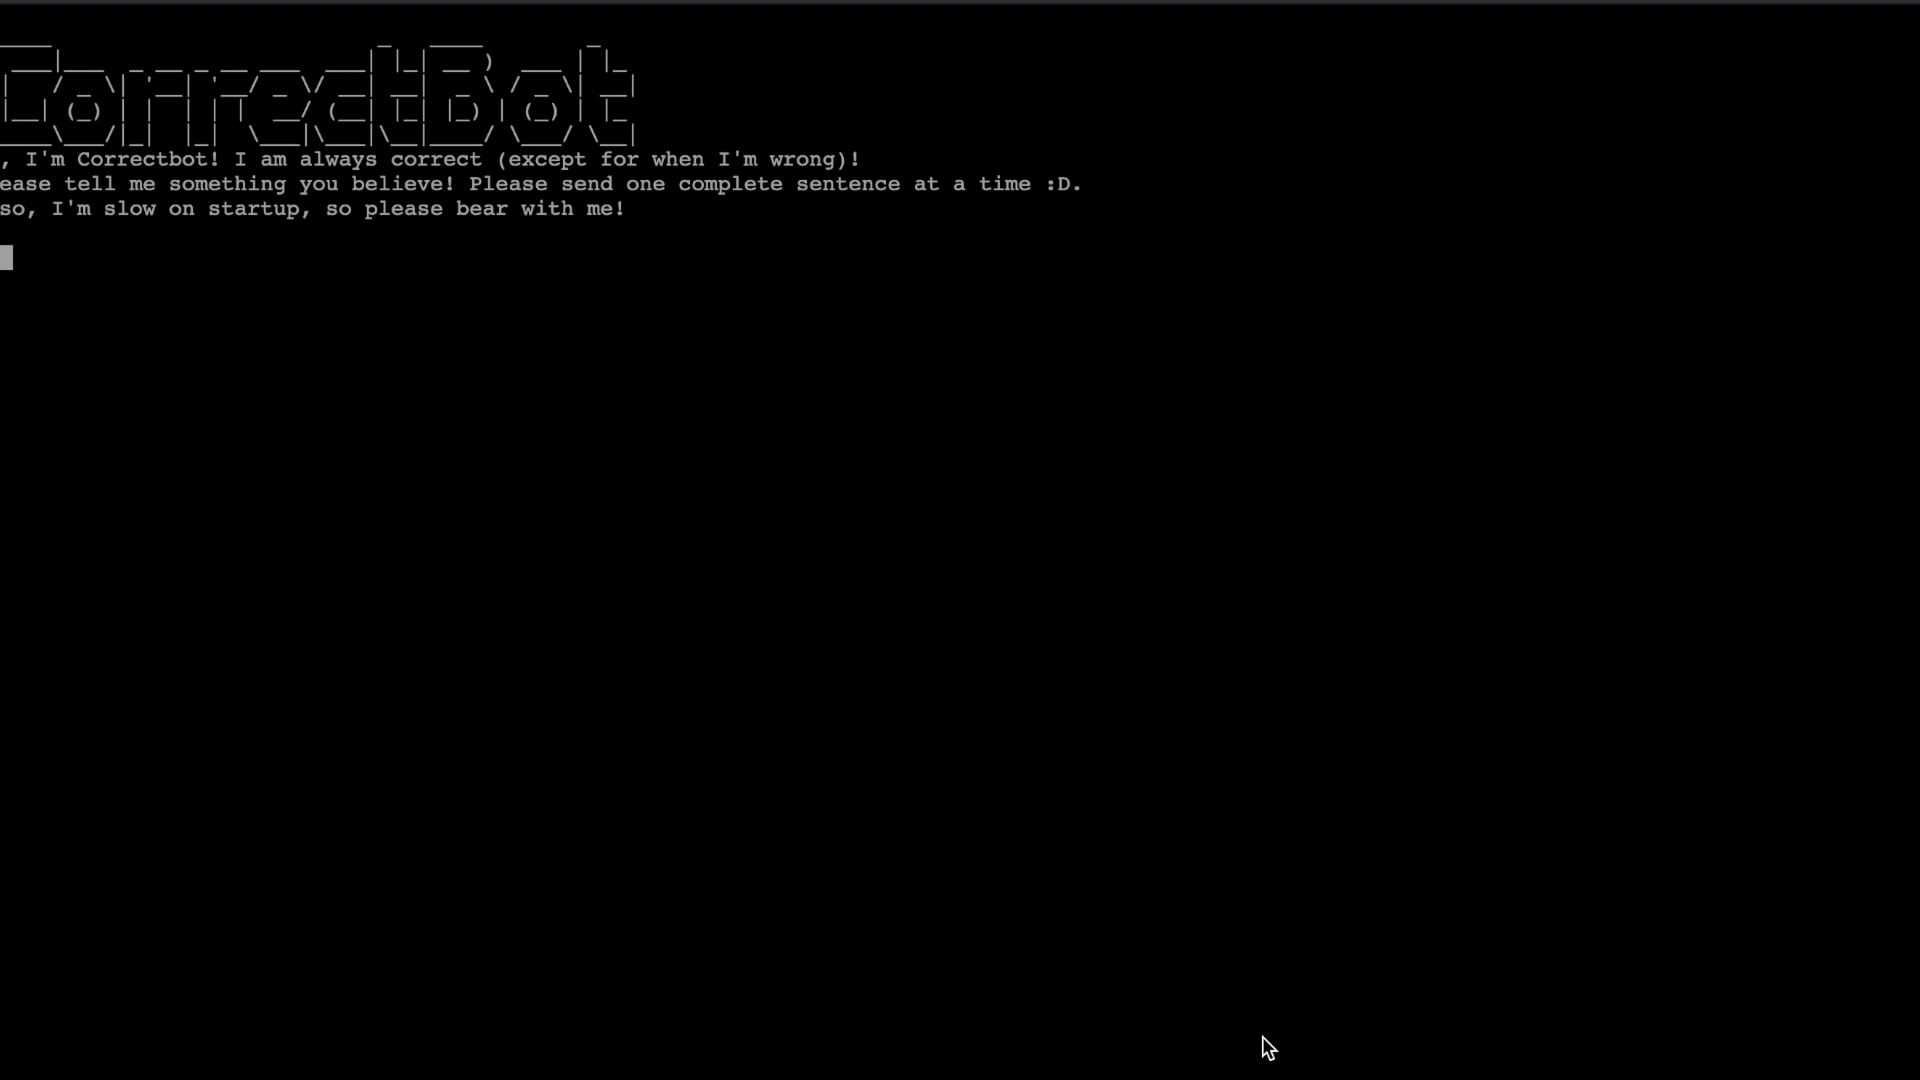 CorrectBot
, I'm Correctbot! I am always correct (except for when I'm wrong)!
ease tell me something you believe! Please send one complete sentence at a time :D.
so, I'm slow on startup, so please bear with me!